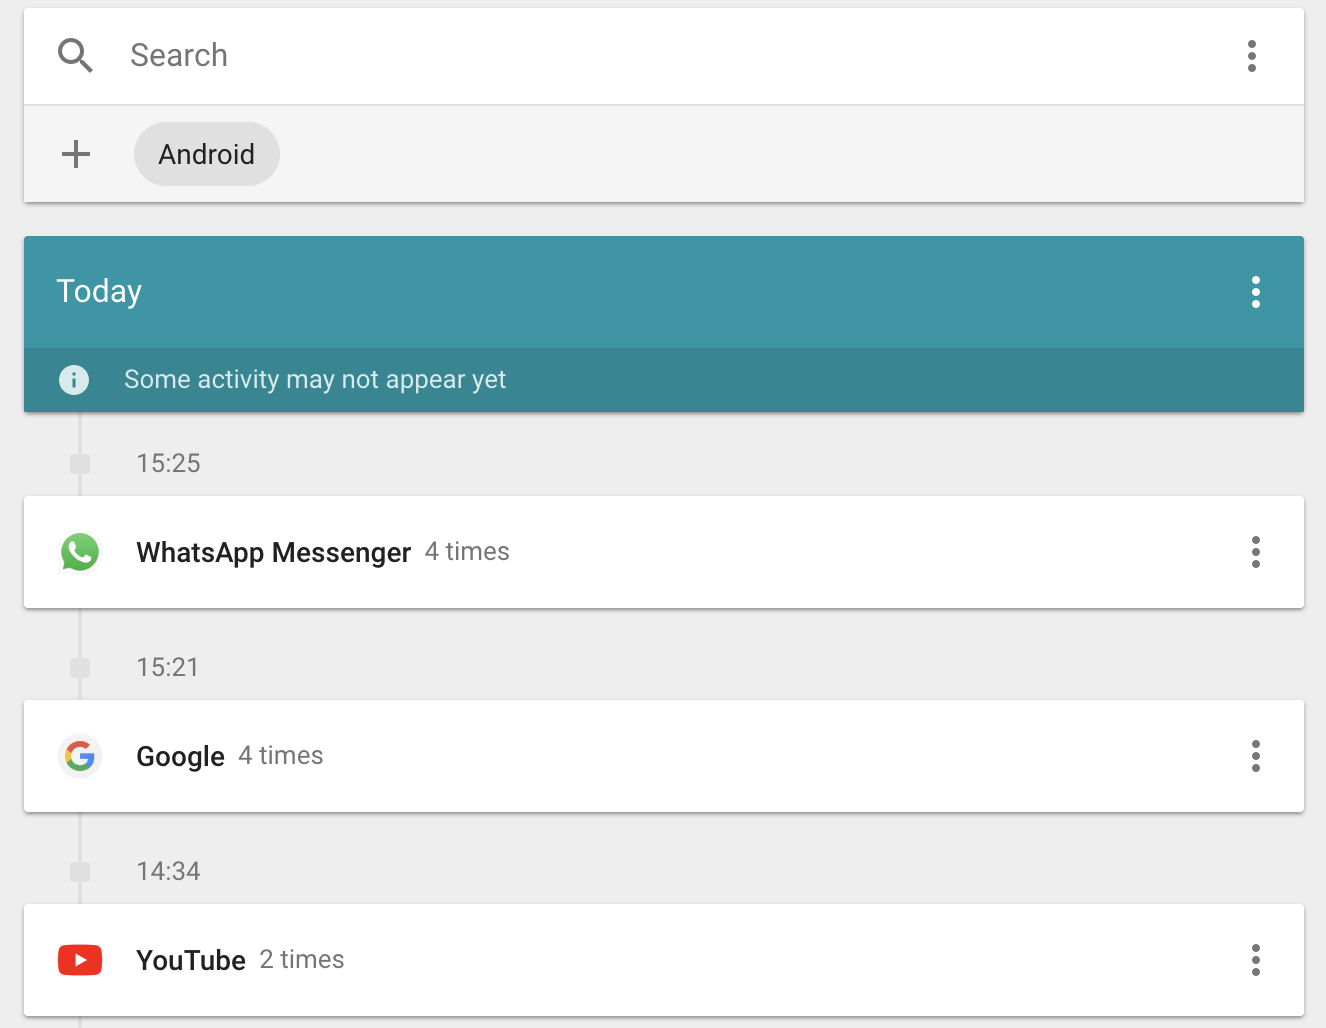 Search
Android
Today
Some activity may not appear yet
15:25
WhatsApp Messenger 4 times
15:21
Google 4 times
14:34
YouTube 2 times